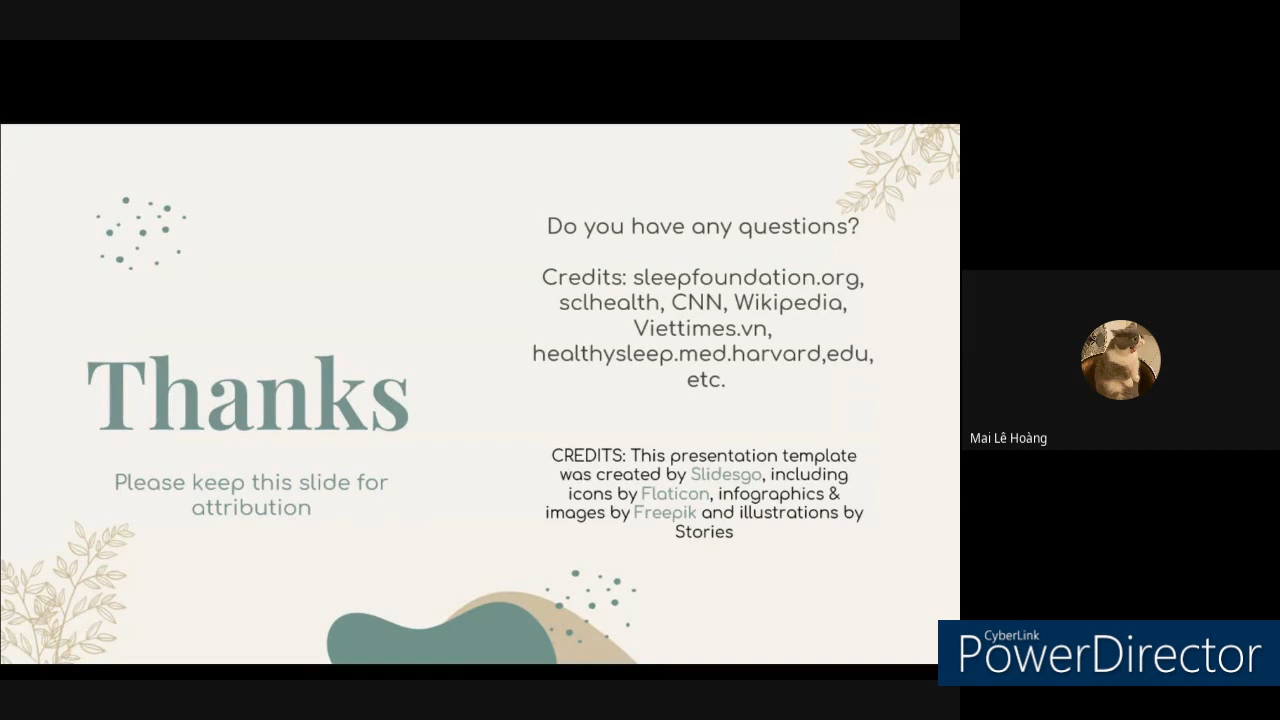 Thanks
Please keep this slide for
attribution
Do you have any questions?
Credits: sleepfoundation.org,
sclhealth, CNN, Wikipedia,
Viettimes.vn,
healthysleep.med.harvard,edu,
etc.
CREDITS: This presentation template
was created by Slidesgo, including
icons by Flaticon, infographics &
images by Freepik and illustrations by
Stories
Mai Lê Hoàng
CyberLink
PowerDirector